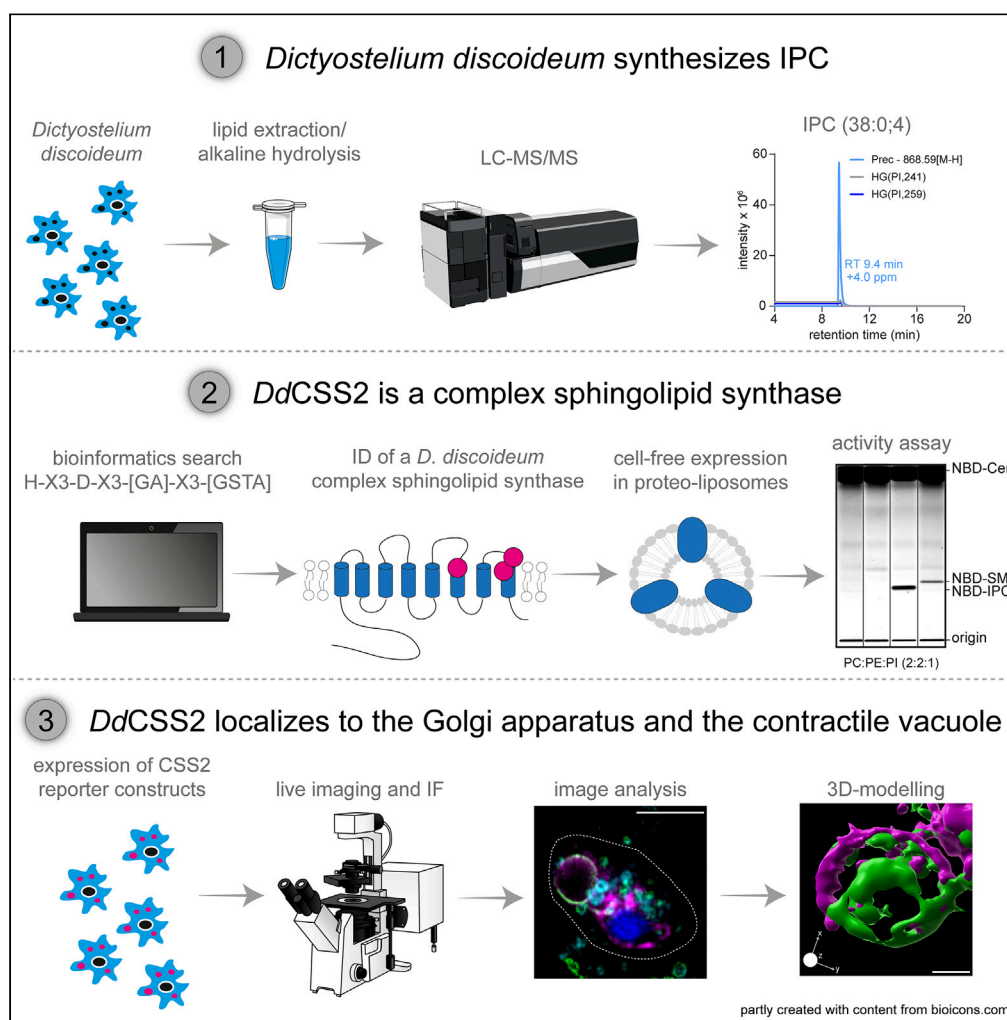 1 Dictyostelium discoideum synthesizes IPC
Dictyostelium
discoideum
lipid extraction/
alkaline hydrolysis
LC-MS/MS
IPC (38:0;4)
60
40
20
0
intensity x 10⁶
Prec - 868.59[M-H]
HG(PI,241)
HG(PI,259)
RT 9.4 min
+4.0 ppm
4 8 12 16 20
retention time (min)
2 DdCSS2 is a complex sphingolipid synthase
bioinformatics search
H-X3-D-X3-[GA]-X3-[GSTA]
ID of a D. discoideum
complex sphingolipid synthase
cell-free expression
in proteo-liposomes
activity assay
NBD-Cer
NBD-SM
NBD-IPC
origin
PC:PE:PI (2:2:1)
3 DdCSS2 localizes to the Golgi apparatus and the contractile vacuole
expression of CSS2
reporter constructs
live imaging and IF
image analysis
3D-modelling
x
z
y
partly created with content from bioicons.com